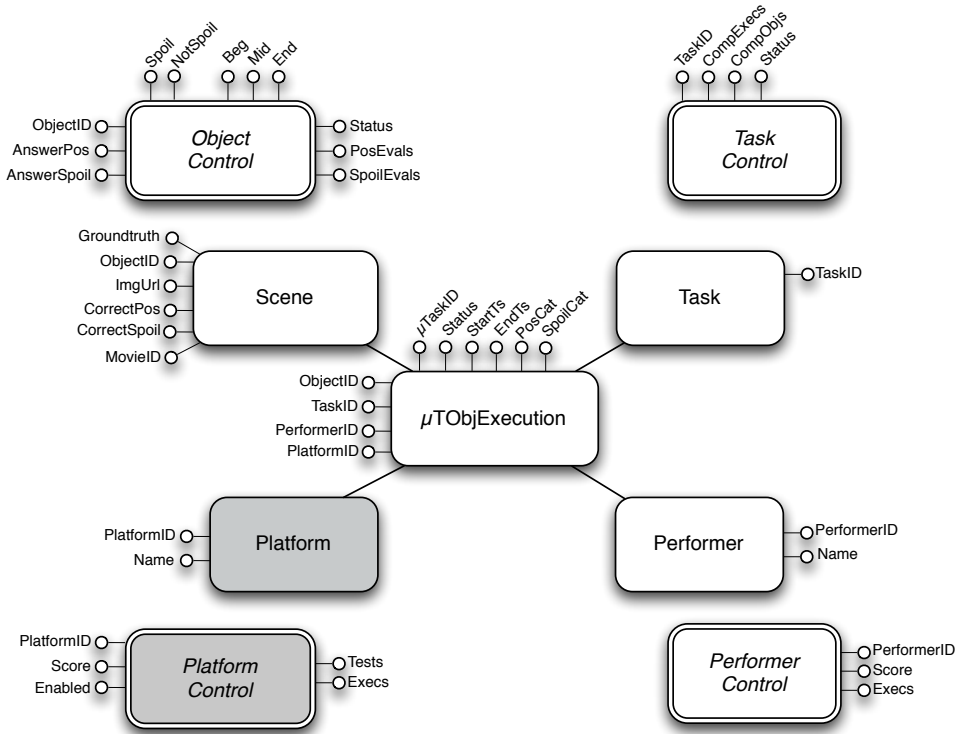 Spoil
NotSpoil
Beg
Mid
End
ObjectID
AnswerPos
AnswerSpoil
Object
Control
Status
PosEvals
SpoilEvals
TaskID
CompExecs
CompObjs
Status
Task
Control
Groundtruth
ObjectID
ImgUrl
CorrectPos
CorrectSpoil
MovieID
Scene
Task
TaskID
µTaskID
Status
StartTs
EndTs
PosCat
SpoilCat
ObjectID
TaskID
PerformerID
PlatformID
µTObjExecution
PlatformID
Name
Platform
Performer
PerformerID
Name
PlatformID
Score
Enabled
Platform
Control
Tests
Execs
Performer
Control
PerformerID
Score
Execs